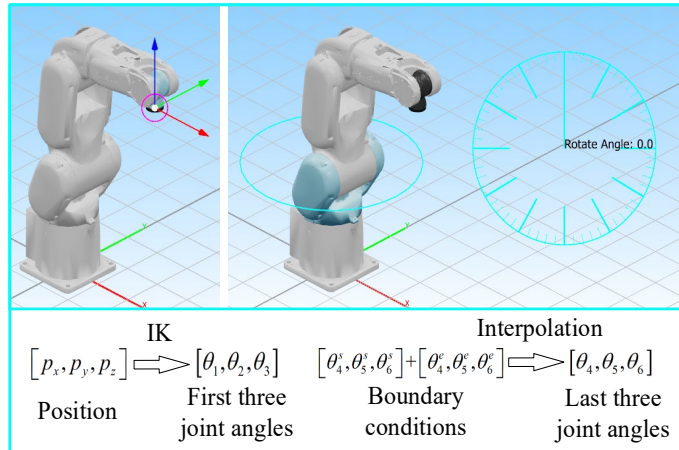 Y
X
Y
X
Rotate Angle: 0.0
IK
[p_x, p_y, p_z] ⇒ [θ_1, θ_2, θ_3]
Position
First three
joint angles
Interpolation
[θ_4^s, θ_5^s, θ_6^s]+[θ_4^e, θ_5^e, θ_6^e] ⇒ [θ_4, θ_5, θ_6]
Boundary
conditions
Last three
joint angles